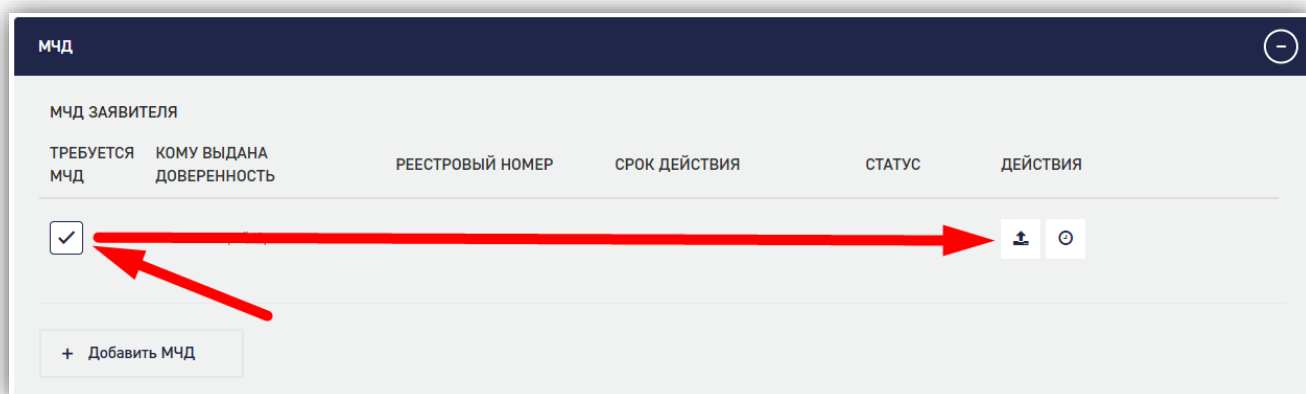 МЧД
МЧД ЗАЯВИТЕЛЯ
ТРЕБУЕТСЯ МЧД
КОМУ ВЫДАНА ДОВЕРЕННОСТЬ
РЕЕСТРОВЫЙ НОМЕР
СРОК ДЕЙСТВИЯ
СТАТУС
ДЕЙСТВИЯ
+ Добавить МЧД